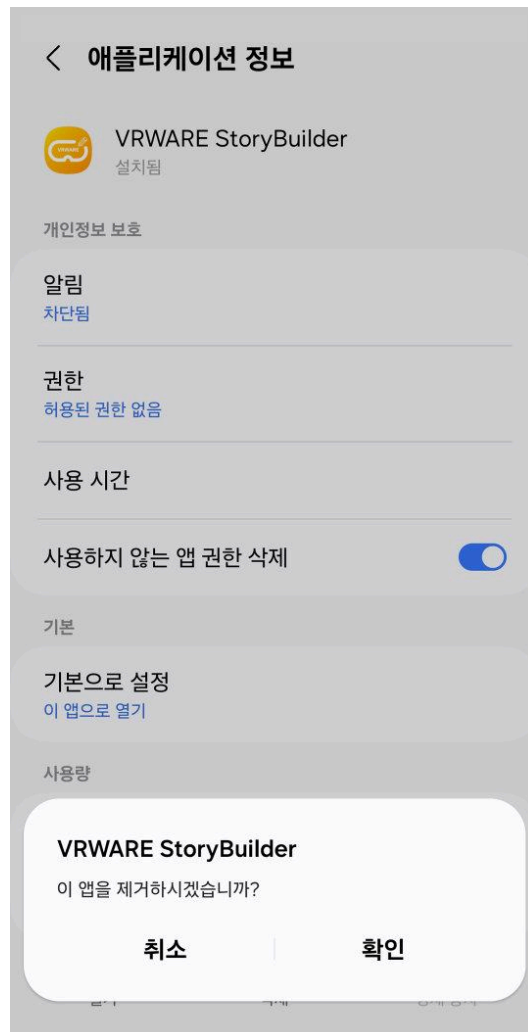 애플리케이션 정보
VRWARE StoryBuilder
설치됨
개인정보 보호
알림
차단됨
권한
허용된 권한 없음
사용 시간
사용하지 않는 앱 권한 삭제
기본
기본으로 설정
이 앱으로 열기
사용량
VRWARE StoryBuilder
이 앱을 제거하시겠습니까?
취소
확인